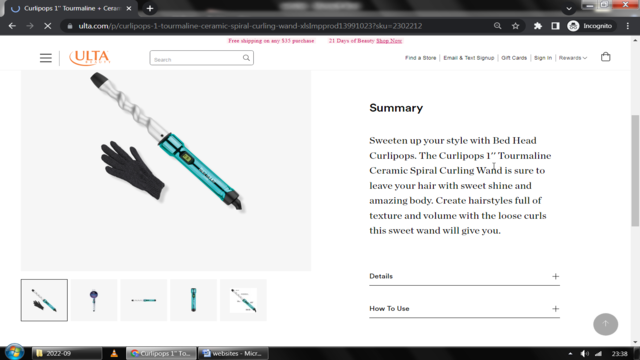 Curlipops 1'' Tourmaline + Ceram
ulta.com/p/curlipops-1-tourmaline-ceramic-spiral-curling-wand-xlsImpprod13991023?sku=2302212
Incognito
Free shipping on any $35 purchase 21 Days of Beauty Shop Now!
ULTA
BEAUTY
Search
Find a Store
Email & Text Signup
Gift Cards
Sign In
Rewards
Summary
Sweeten up your style with Bed Head
Curlipops. The Curlipops 1'' Tourmaline
Ceramic Spiral Curling Wand is sure to
leave your hair with sweet shine and
amazing body. Create hairstyles full of
texture and volume with the loose curls
this sweet wand will give you.
Details
How To Use
2022-09
Curlipops 1'' To...
websites - Micr...
23:38